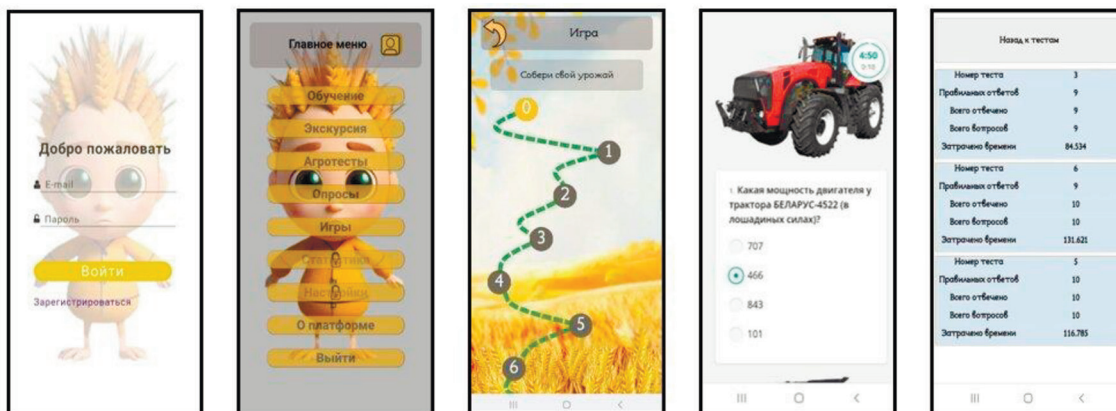 Добро пожаловать
E-mail
Пароль
Войти
Зарегистрироваться
Главное меню
Обучение
Экскурсия
Агротесты
Опросы
Игры
Статистика
Настройки
О платформе
Выйти
Игра
Собери свой урожай
0
1
2
3
4
5
6
4:50
1. Какая мощность двигателя у
трактора БЕЛАРУС-4522 (в
лошадиных силах)?
707
466
843
101
Назад к тестам
Номер теста 3
Правильных ответов 9
Всего отвечено 9
Всего вопросов 9
Затрачено времени 84.534
Номер теста 6
Правильных ответов 9
Всего отвечено 10
Всего вопросов 10
Затрачено времени 131.621
Номер теста 5
Правильных ответов 10
Всего отвечено 10
Всего вопросов 10
Затрачено времени 116.785